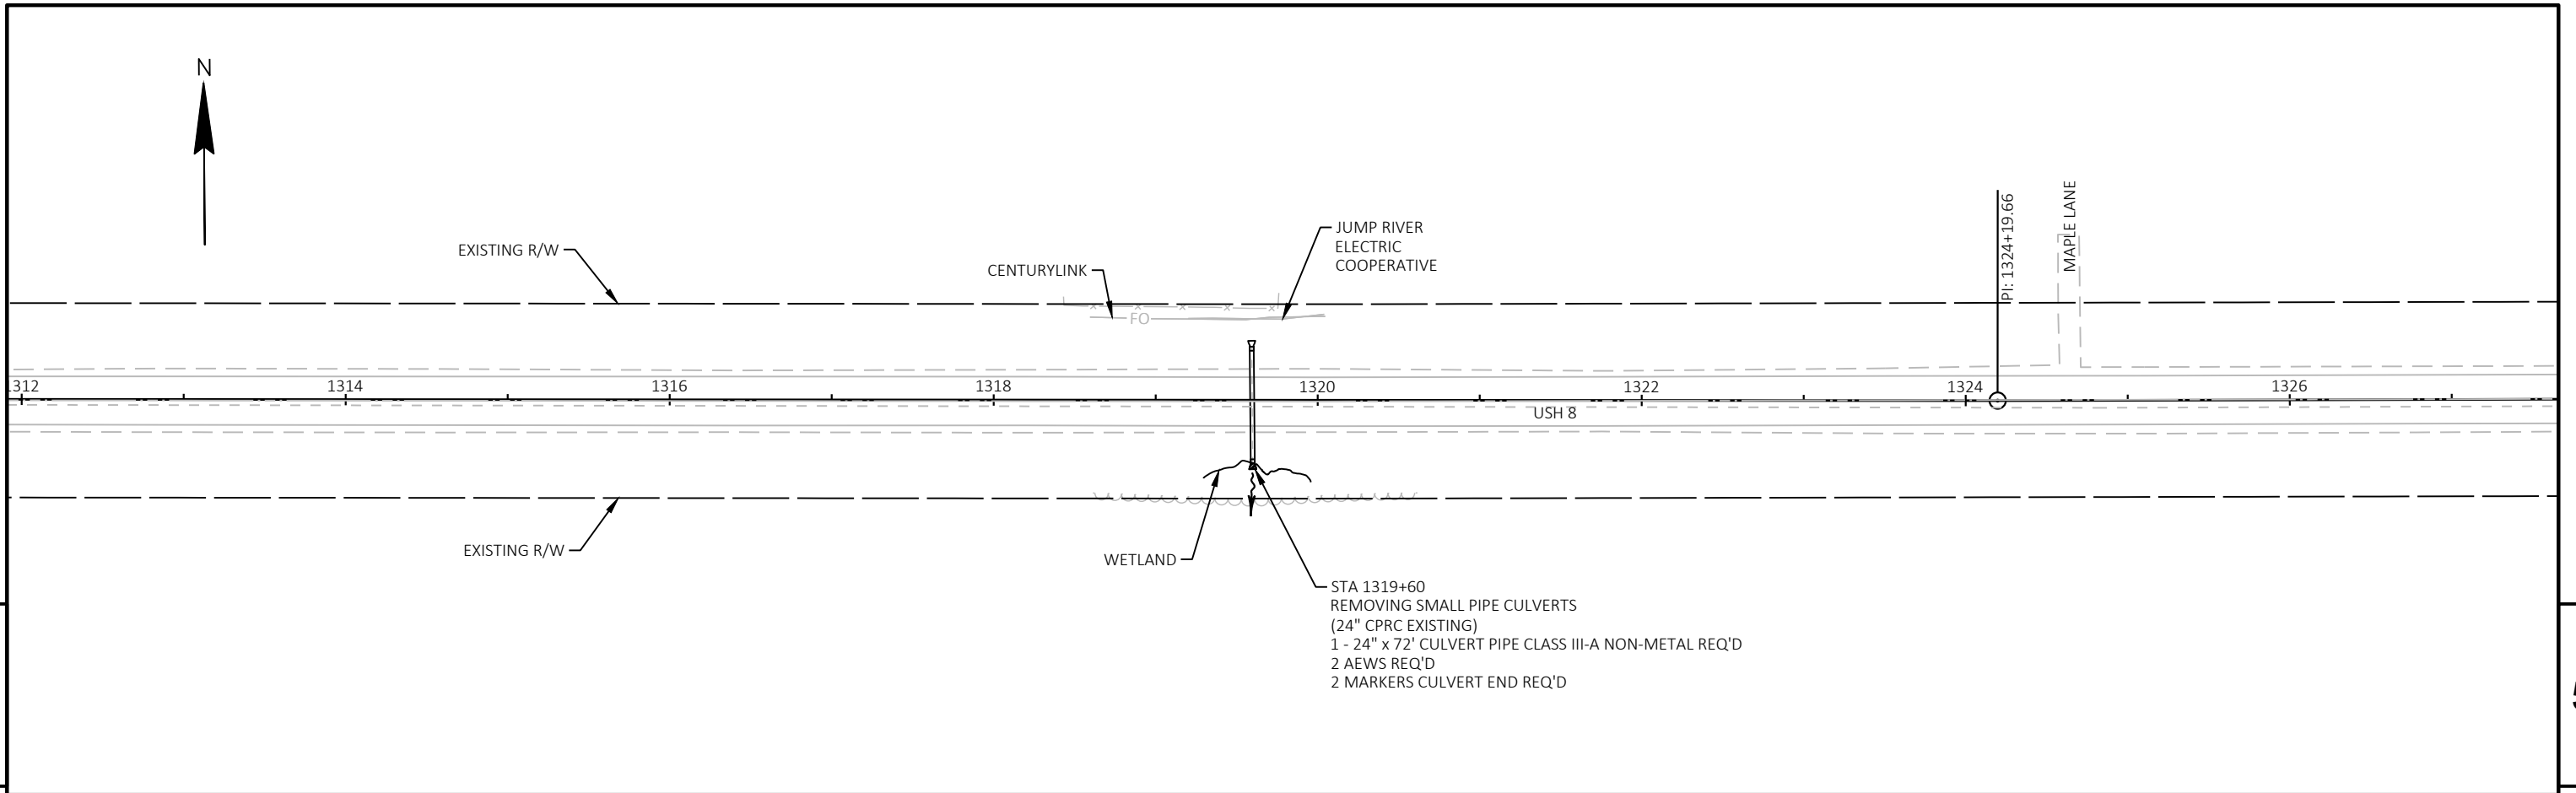 N
EXISTING R/W
CENTURYLINK
JUMP RIVER
ELECTRIC
COOPERATIVE
PI: 1324+19.66
MAPLE LANE
FO
1312
1314
1316
1318
1320
1322
1324
1326
USH 8
EXISTING R/W
WETLAND
STA 1319+60
REMOVING SMALL PIPE CULVERTS
(24" CPRC EXISTING)
1 - 24" x 72' CULVERT PIPE CLASS III-A NON-METAL REQ'D
2 AEWS REQ'D
2 MARKERS CULVERT END REQ'D